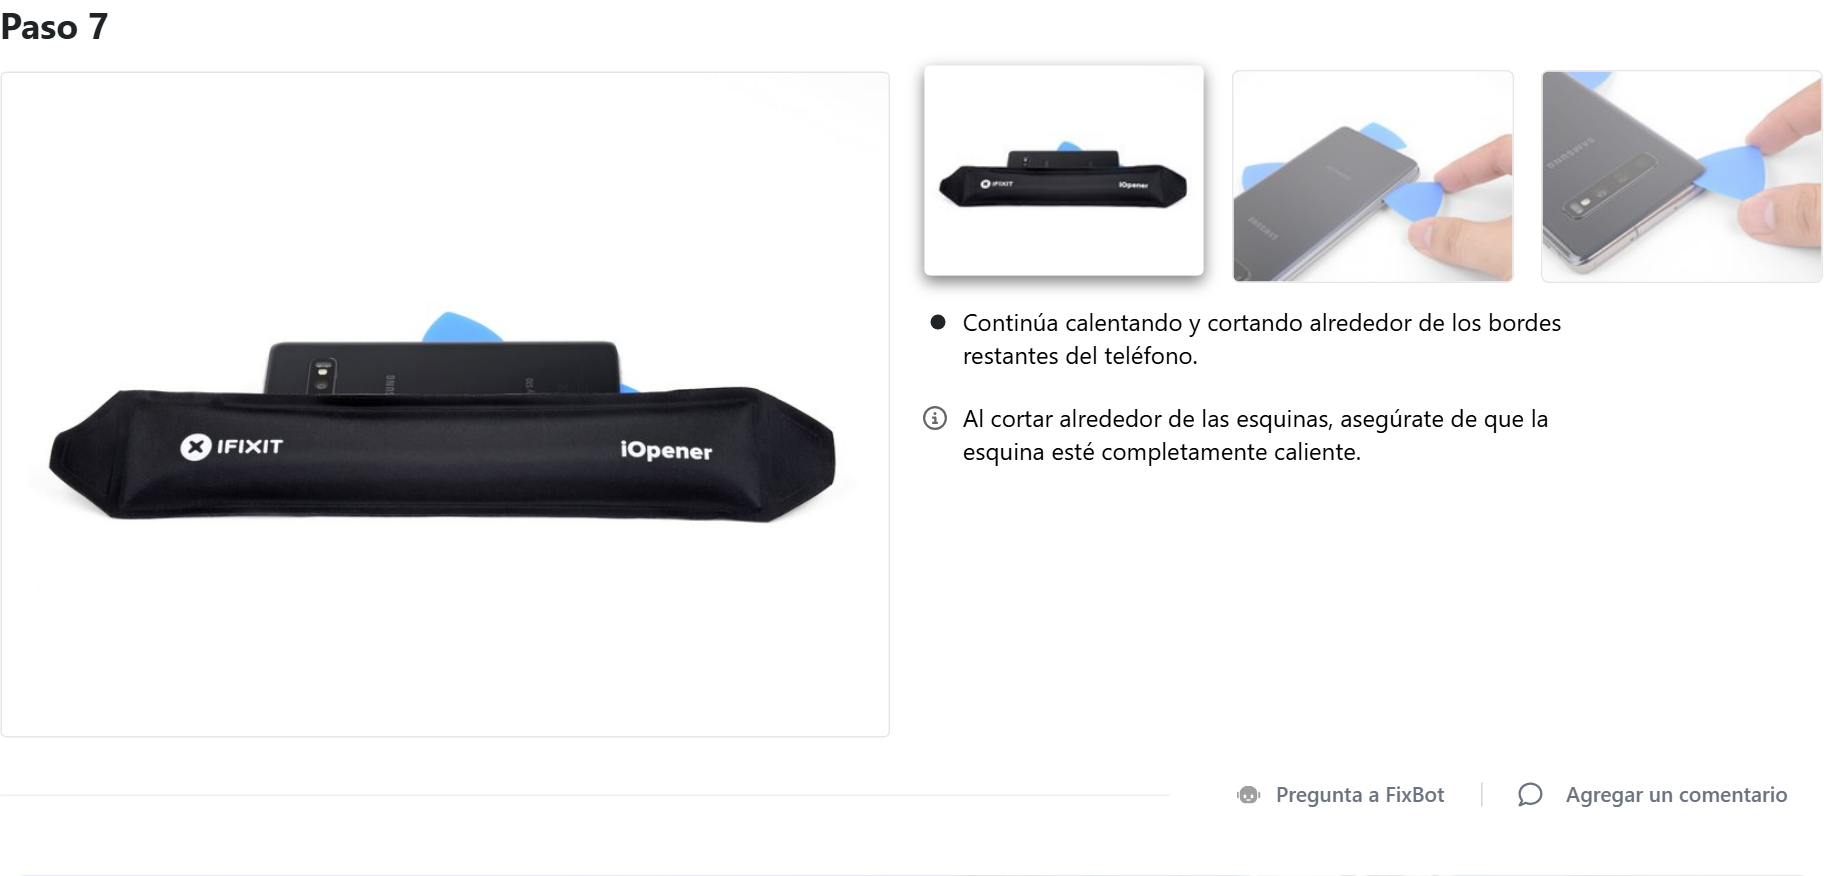 Paso 7
IFIXIT
iOpener
SAMSUNG
Continúa calentando y cortando alrededor de los bordes
restantes del teléfono.
Al cortar alrededor de las esquinas, asegúrate de que la
esquina esté completamente caliente.
Pregunta a FixBot
Agregar un comentario